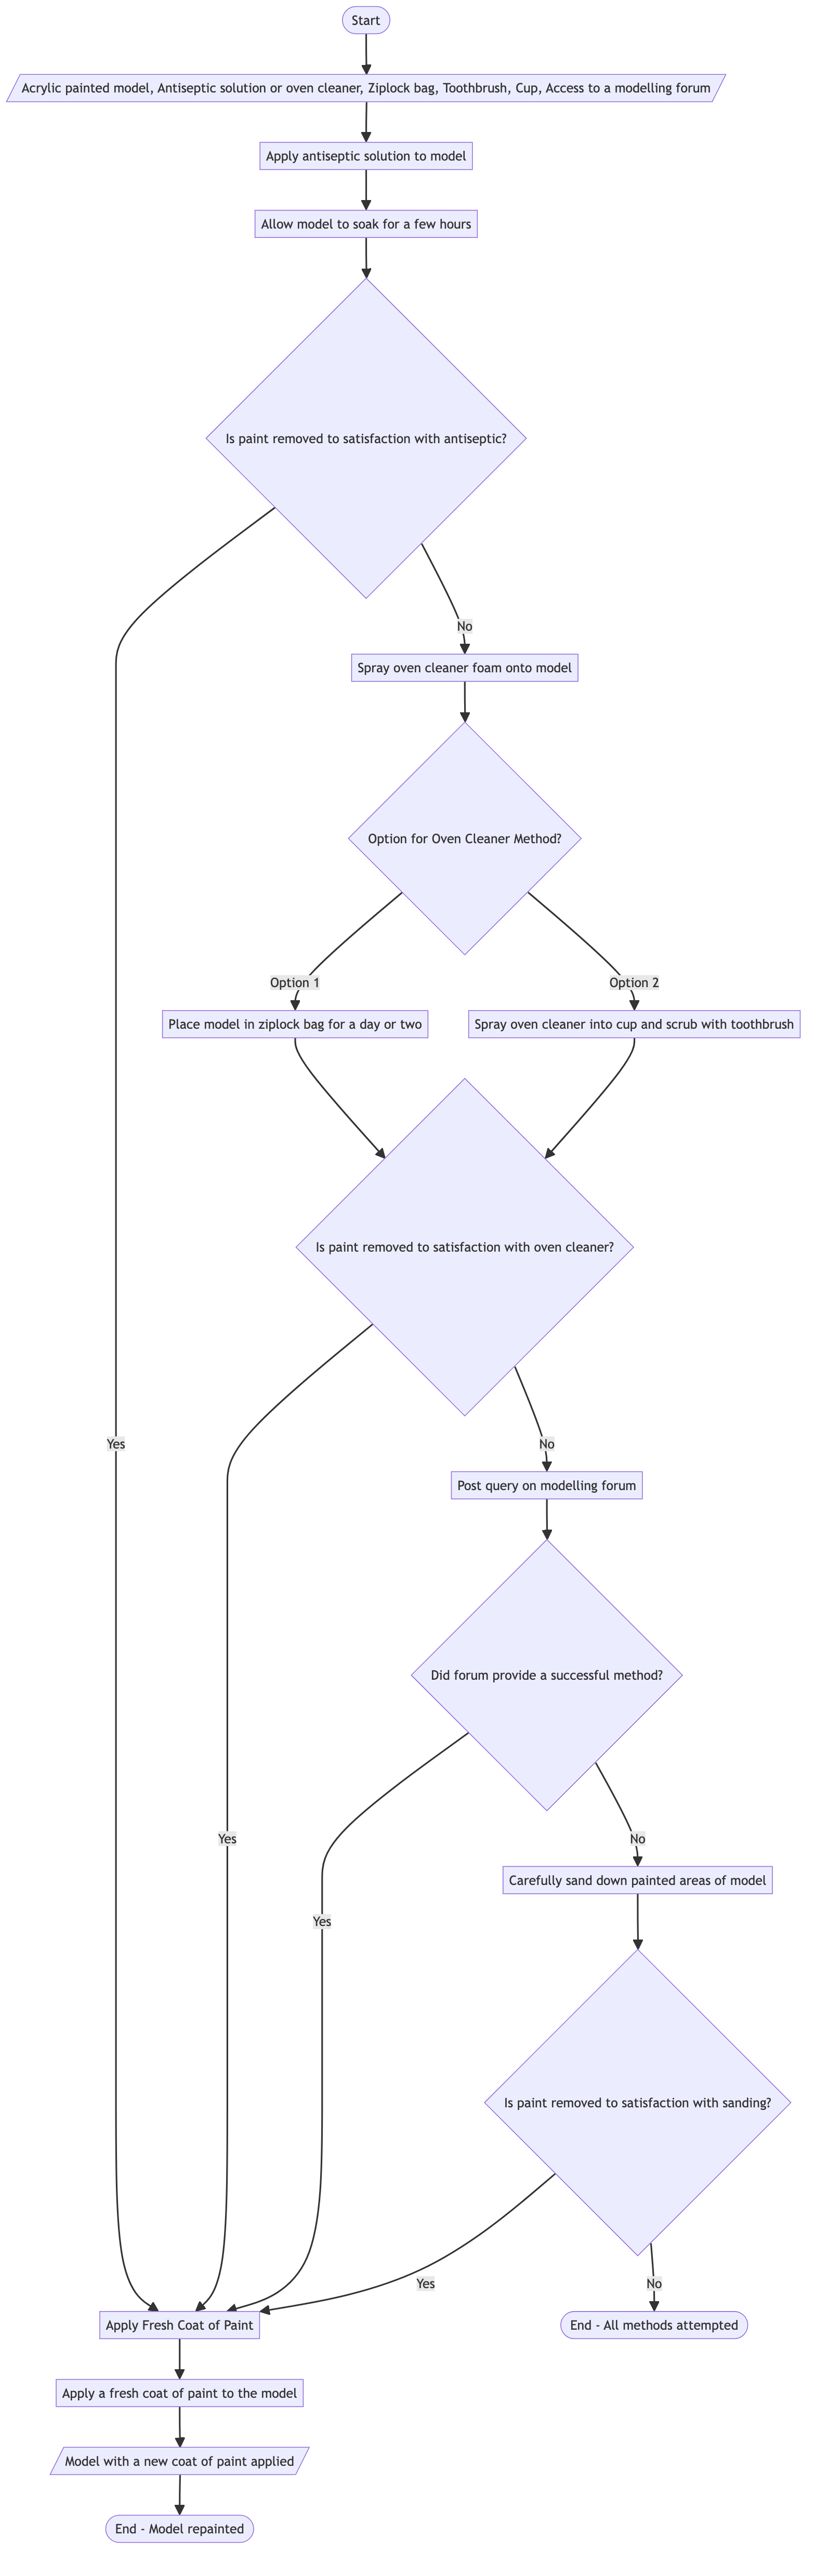 Start
Acrylic painted model, Antiseptic solution or oven cleaner, Ziplock bag, Toothbrush, Cup, Access to a modelling forum
Apply antiseptic solution to model
Allow model to soak for a few hours
Is paint removed to satisfaction with antiseptic?
No
Spray oven cleaner foam onto model
Option for Oven Cleaner Method?
Option 1
Option 2
Place model in ziplock bag for a day or two
Spray oven cleaner into cup and scrub with toothbrush
Is paint removed to satisfaction with oven cleaner?
Yes
No
Post query on modelling forum
Did forum provide a successful method?
Yes
No
Carefully sand down painted areas of model
Yes
Is paint removed to satisfaction with sanding?
Yes
No
Apply Fresh Coat of Paint
End - All methods attempted
Apply a fresh coat of paint to the model
Model with a new coat of paint applied
End - Model repainted